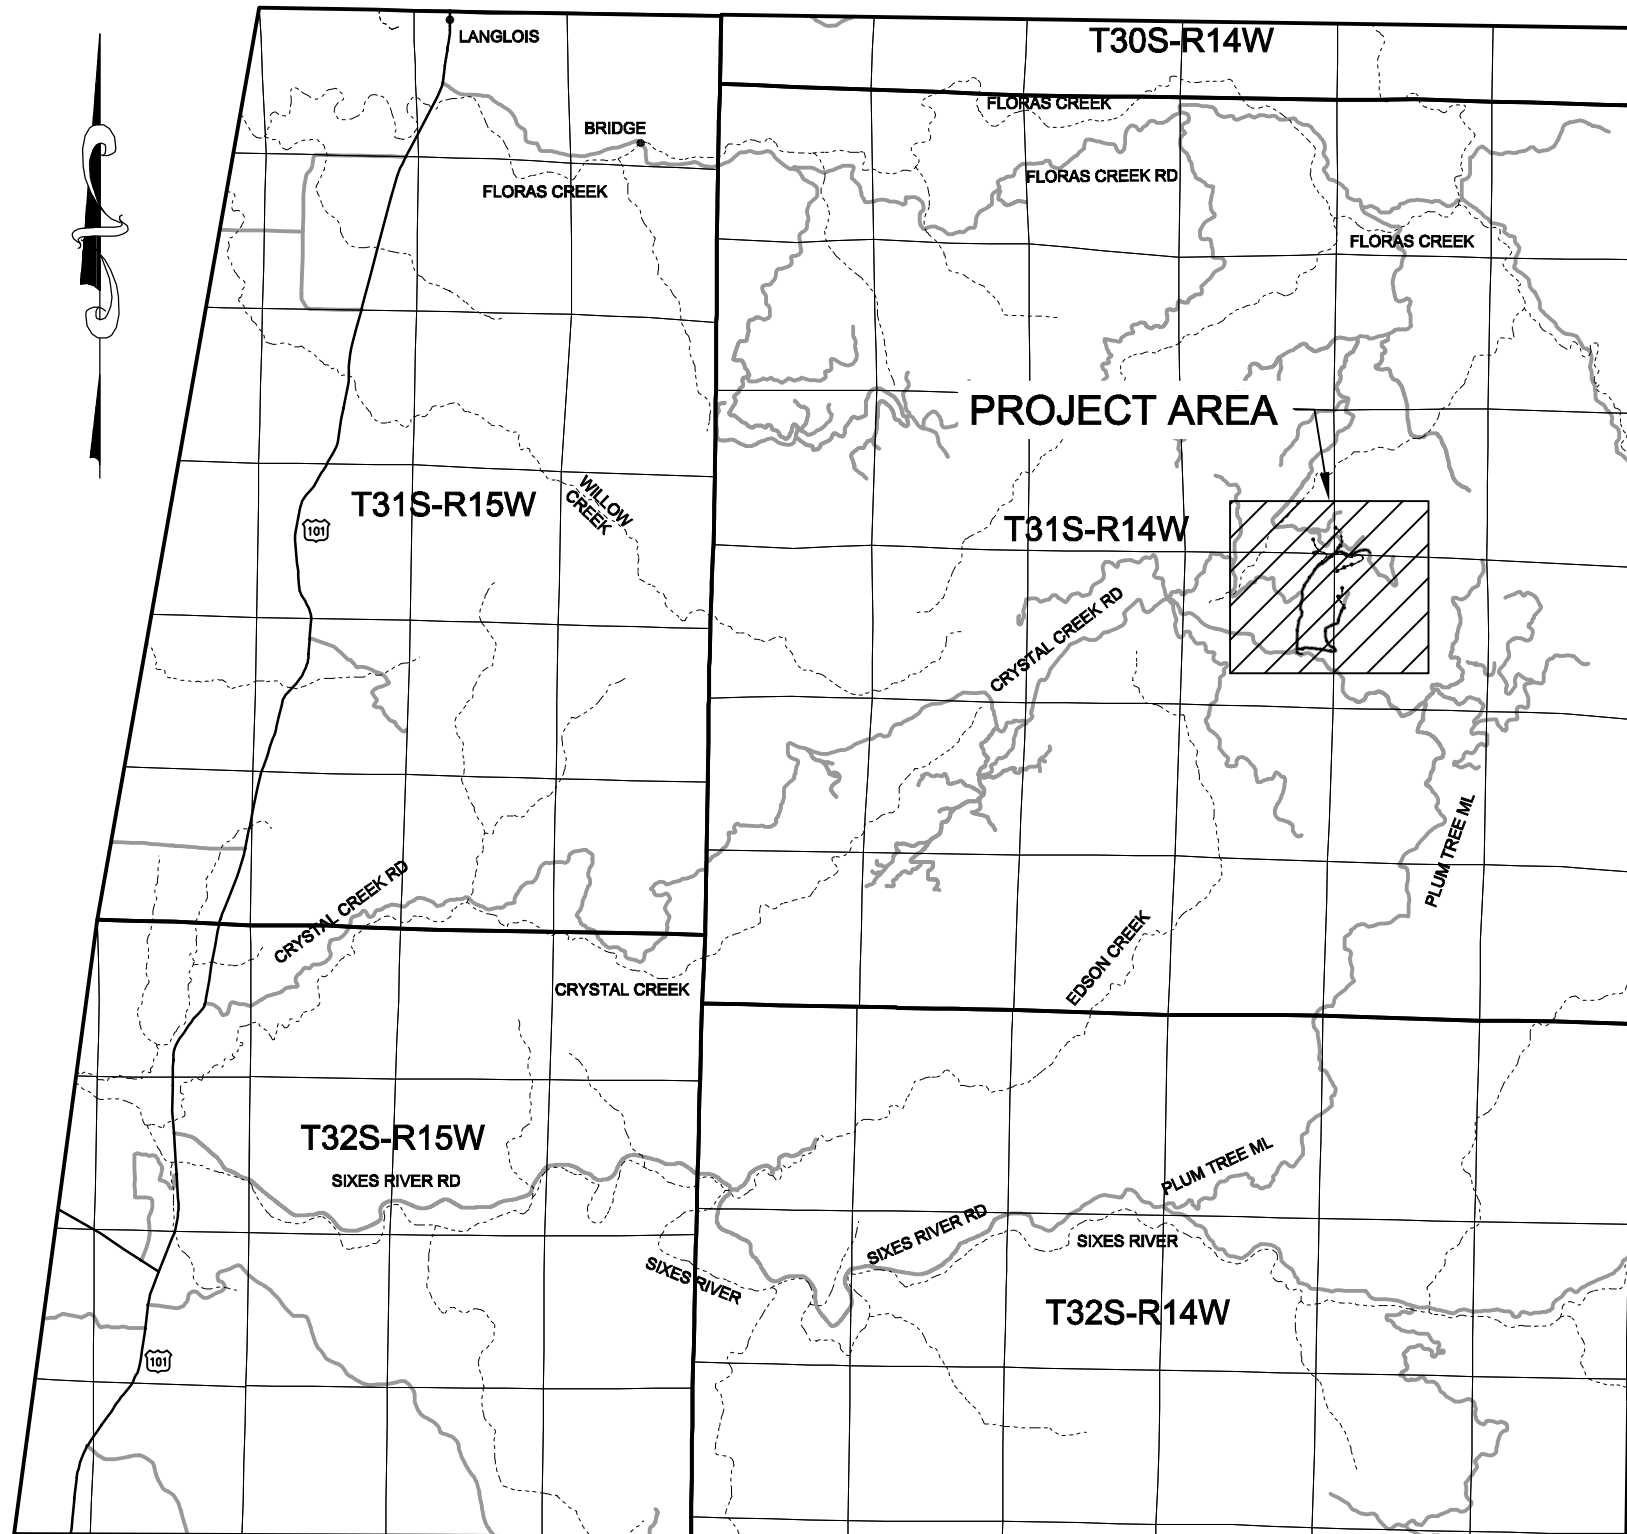 LANGLOIS
T30S-R14W
FLORAS CREEK
BRIDGE
FLORAS CREEK RD
FLORAS CREEK
FLORAS CREEK
PROJECT AREA
WILLOW
CREEK
T31S-R15W
101
T31S-R14W
CRYSTAL CREEK RD
PLUM TREE ML
CRYSTAL CREEK RD
EDSON CREEK
CRYSTAL CREEK
T32S-R15W
SIXES RIVER RD
PLUM TREE ML
SIXES RIVER RD
SIXES RIVER
SIXES RIVER
T32S-R14W
101